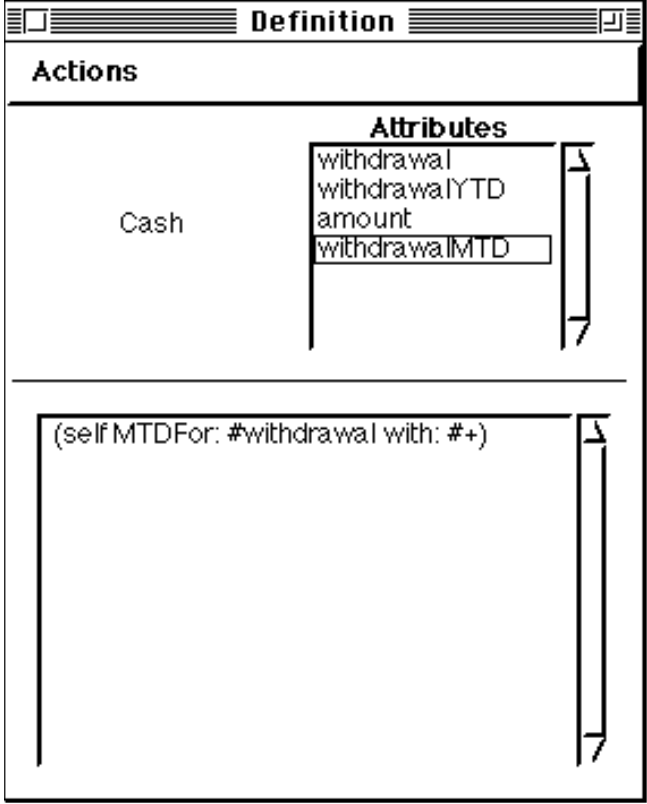 Definition
Actions
Attributes
withdrawal
withdrawalYTD
Cash
amount
withdrawalMTD
(self MTDFor: #withdrawal with: #+)